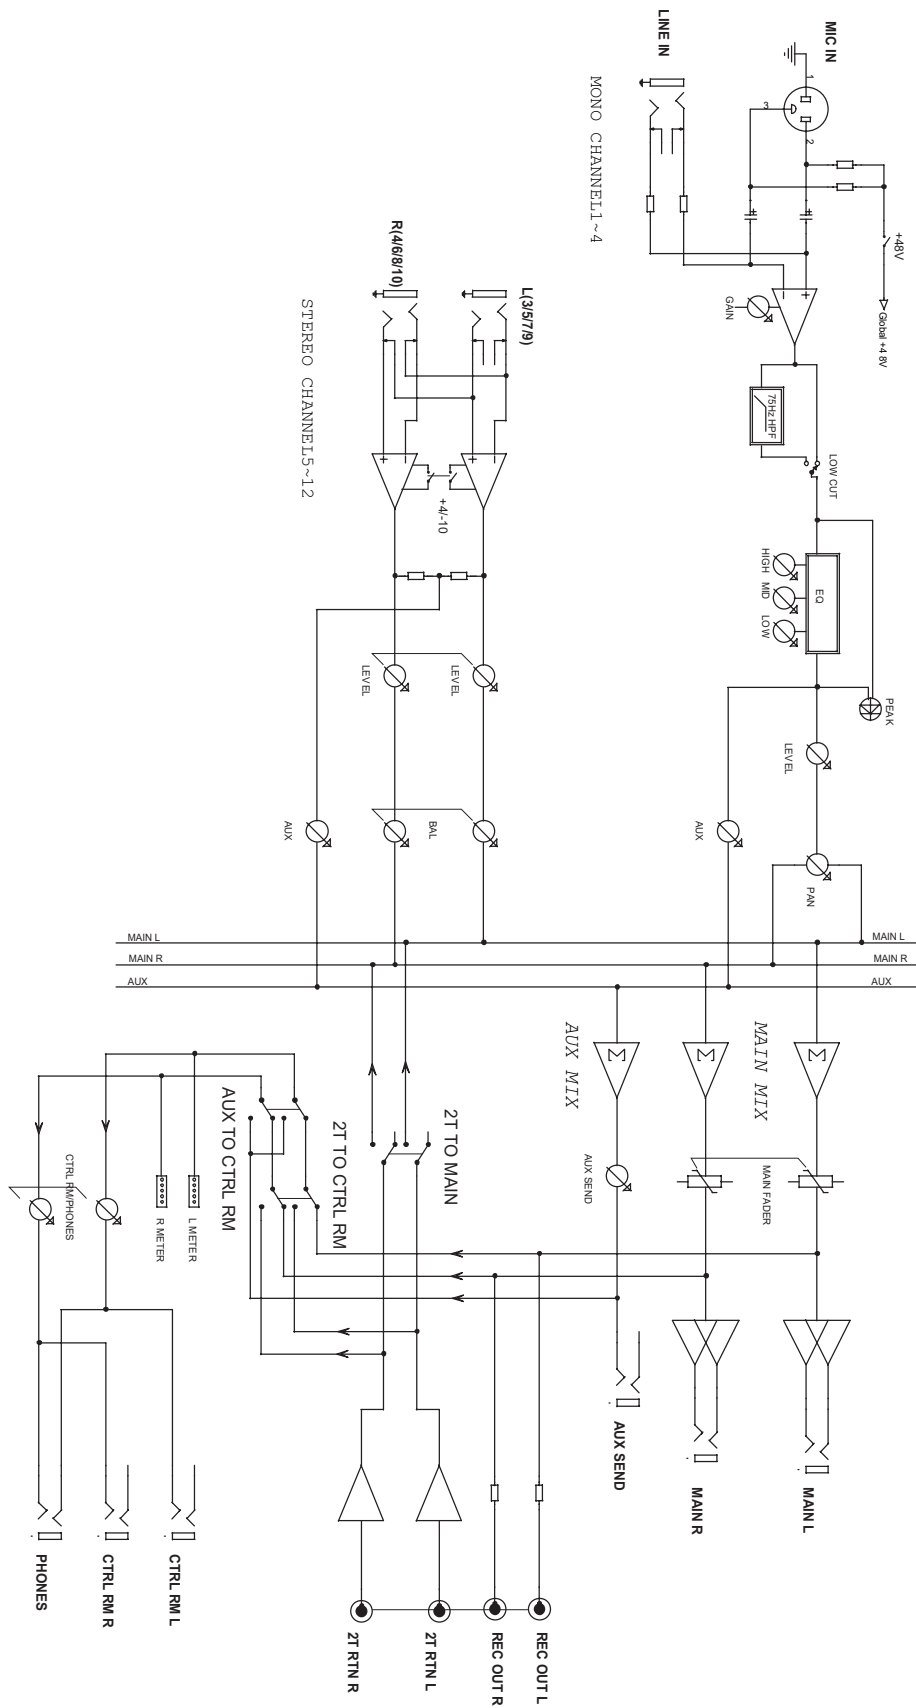 MIC IN
LINE IN
1
3
2
MONO CHANNEL1~4
+48V
Global +4 8V
GAIN
75Hz HPF
LOW CUT
EQ
HIGH
MID
LOW
PEAK
LEVEL
AUX
PAN
R(4/6/8/10)
L(3/5/7/9)
STEREO CHANNEL5~12
+4/-10
LEVEL
LEVEL
AUX
BAL
MAIN L
MAIN R
AUX
MAIN L
MAIN R
AUX
MAIN MIX
AUX MIX
Σ
Σ
Σ
MAIN FADER
AUX SEND
2T TO MAIN
2T TO CTRL RM
AUX TO CTRL RM
L METER
R METER
CTRL RM/PHONES
MAIN L
MAIN R
AUX SEND
CTRL RM L
CTRL RM R
PHONES
REC OUT L
REC OUT R
2T RTN L
2T RTN R